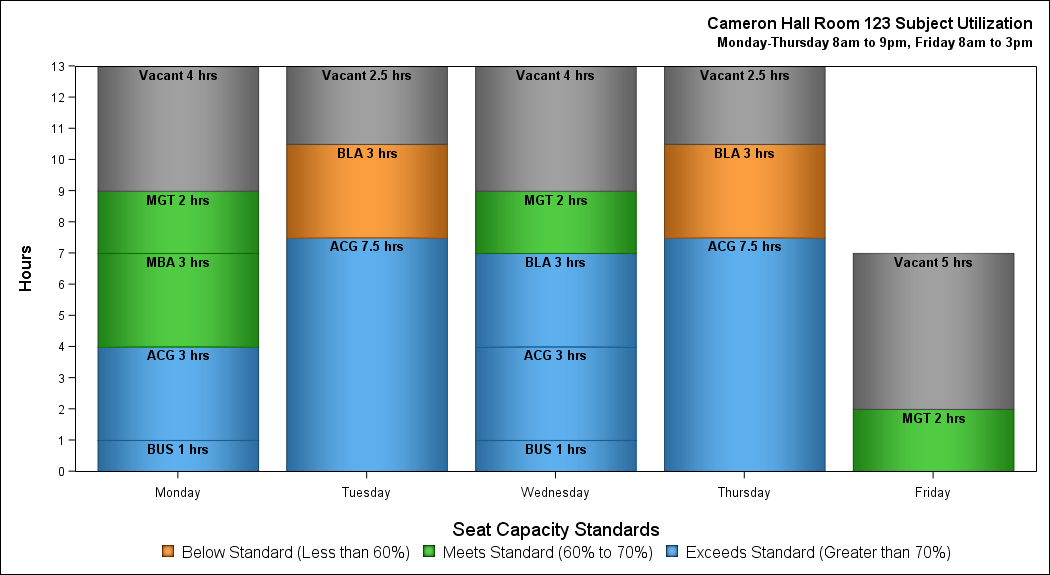 Cameron Hall Room 123 Subject Utilization
Monday-Thursday 8am to 9pm, Friday 8am to 3pm
Hours
13
12
11
10
9
8
7
6
5
4
3
2
1
0
Vacant 4 hrs
MGT 2 hrs
MBA 3 hrs
ACG 3 hrs
BUS 1 hrs
Vacant 2.5 hrs
BLA 3 hrs
ACG 7.5 hrs
Vacant 4 hrs
MGT 2 hrs
BLA 3 hrs
ACG 3 hrs
BUS 1 hrs
Vacant 2.5 hrs
BLA 3 hrs
ACG 7.5 hrs
Vacant 5 hrs
MGT 2 hrs
Monday Tuesday Wednesday Thursday Friday
Seat Capacity Standards
Below Standard (Less than 60%) Meets Standard (60% to 70%) Exceeds Standard (Greater than 70%)